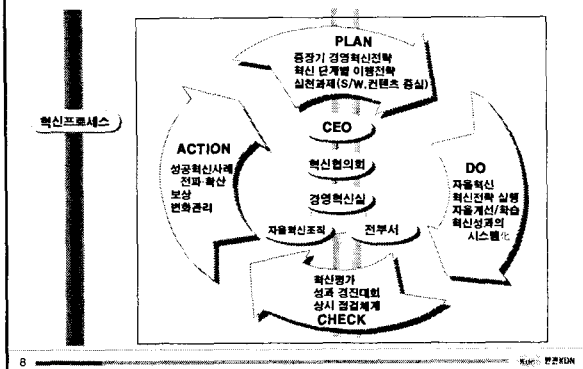 혁신프로세스
PLAN
중장기 경영혁신전략
혁신 단계별 이행전략
실천과제(S/W,컨텐츠 중실)
CEO
혁신협의회
경영혁신실
자율혁신조직
전부서
ACTION
성공혁신사례
전파·확산
보상
변화관리
DO
자율혁신
혁신전략 실행
자율개선/학습
혁신성과의
시스템化
혁신평가
성과 경진대회
상시 점검체계
CHECK
8
한전KDN